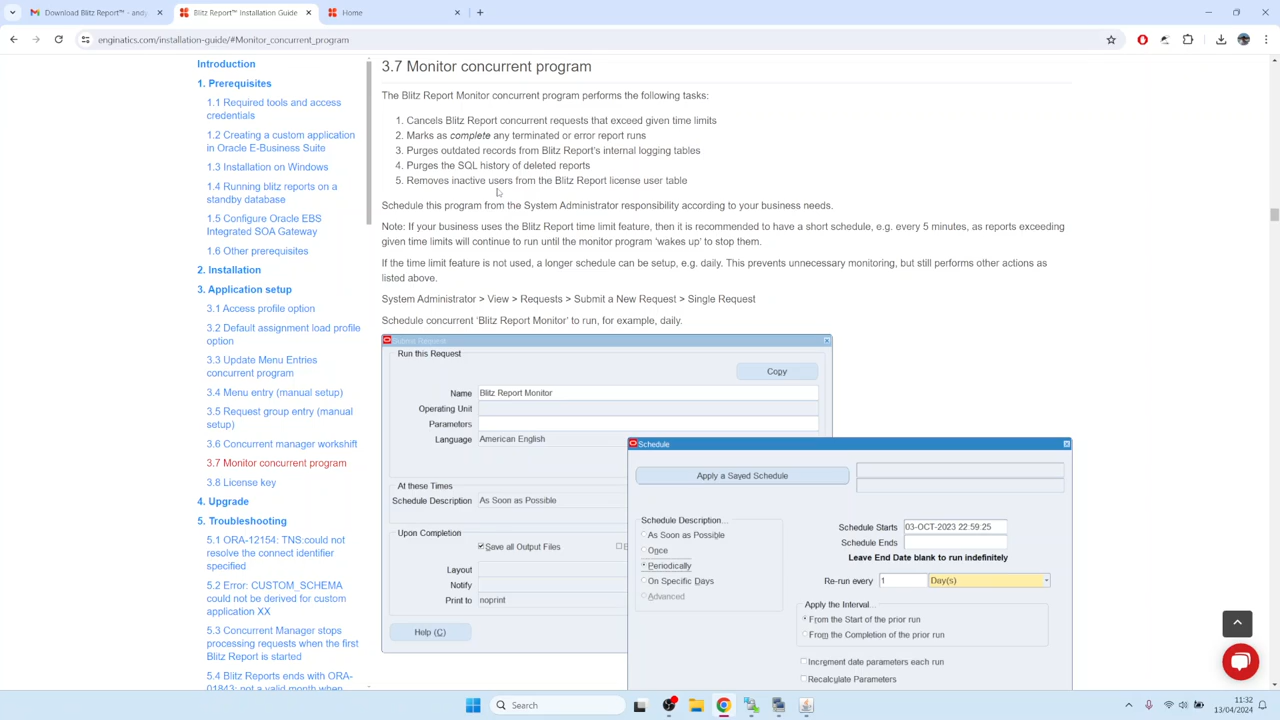 Download Blitz Report™ - andy
Blitz Report™ Installation Guide
Home
enginatics.com/installation-guide/#Monitor_concurrent_program
Introduction
1. Prerequisites
1.1 Required tools and access
credentials
1.2 Creating a custom application
in Oracle E-Business Suite
1.3 Installation on Windows
1.4 Running blitz reports on a
standby database
1.5 Configure Oracle EBS
Integrated SOA Gateway
1.6 Other prerequisites
2. Installation
3. Application setup
3.1 Access profile option
3.2 Default assignment load profile
option
3.3 Update Menu Entries
concurrent program
3.4 Menu entry (manual setup)
3.5 Request group entry (manual
setup)
3.6 Concurrent manager workshift
3.7 Monitor concurrent program
3.8 License key
4. Upgrade
5. Troubleshooting
5.1 ORA-12154: TNS:could not
resolve the connect identifier
specified
5.2 Error: CUSTOM_SCHEMA
could not be derived for custom
application XX
5.3 Concurrent Manager stops
processing requests when the first
Blitz Report is started
5.4 Blitz Reports ends with ORA-
01843: not a valid month when
3.7 Monitor concurrent program
The Blitz Report Monitor concurrent program performs the following tasks:
1. Cancels Blitz Report concurrent requests that exceed given time limits
2. Marks as complete any terminated or error report runs
3. Purges outdated records from Blitz Report's internal logging tables
4. Purges the SQL history of deleted reports
5. Removes inactive users from the Blitz Report license user table
Schedule this program from the System Administrator responsibility according to your business needs.
Note: If your business uses the Blitz Report time limit feature, then it is recommended to have a short schedule, e.g. every 5 minutes, as reports exceeding
given time limits will continue to run until the monitor program 'wakes up' to stop them.
If the time limit feature is not used, a longer schedule can be setup, e.g. daily. This prevents unnecessary monitoring, but still performs other actions as
listed above.
System Administrator > View > Requests > Submit a New Request > Single Request
Schedule concurrent 'Blitz Report Monitor' to run, for example, daily.
Submit Request
Run this Request
Copy
Name Blitz Report Monitor
Operating Unit
Parameters
Language American English
At these Times
Schedule Description As Soon as Possible
Upon Completion
Save all Output Files
Layout
Notify
Print to noprint
Help (C)
Schedule
Apply a Saved Schedule
Schedule Description...
As Soon as Possible
Once
Periodically
On Specific Days
Advanced
Schedule Starts 03-OCT-2023 22:59:25
Schedule Ends
Leave End Date blank to run indefinitely
Re-run every 1 Day(s)
Apply the Interval...
From the Start of the prior run
From the Completion of the prior run
Increment date parameters each run
Recalculate Parameters
Search
11:32
13/04/2024